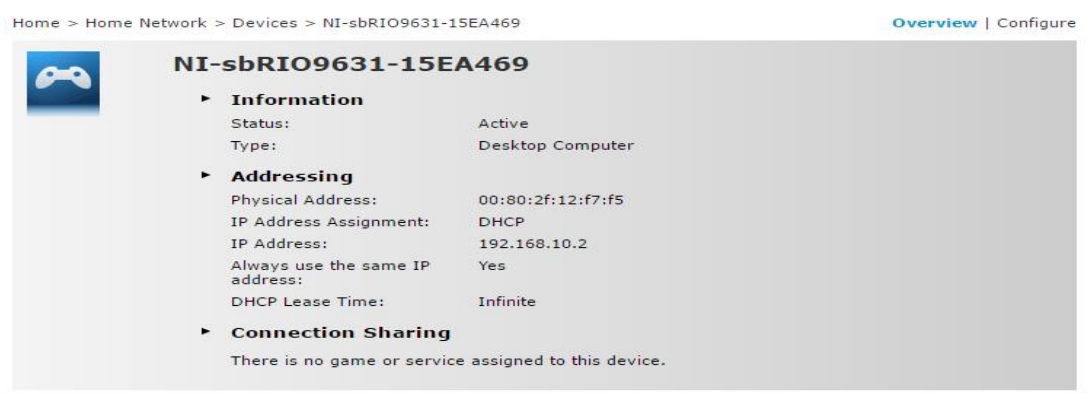 Home > Home Network > Devices > NI-sbRIO9631-15EA469
Overview | Configure
NI-sbRIO9631-15EA469
Information
Status: Active
Type: Desktop Computer
Addressing
Physical Address: 00:80:2f:12:f7:f5
IP Address Assignment: DHCP
IP Address: 192.168.10.2
Always use the same IP Yes
address:
DHCP Lease Time: Infinite
Connection Sharing
There is no game or service assigned to this device.